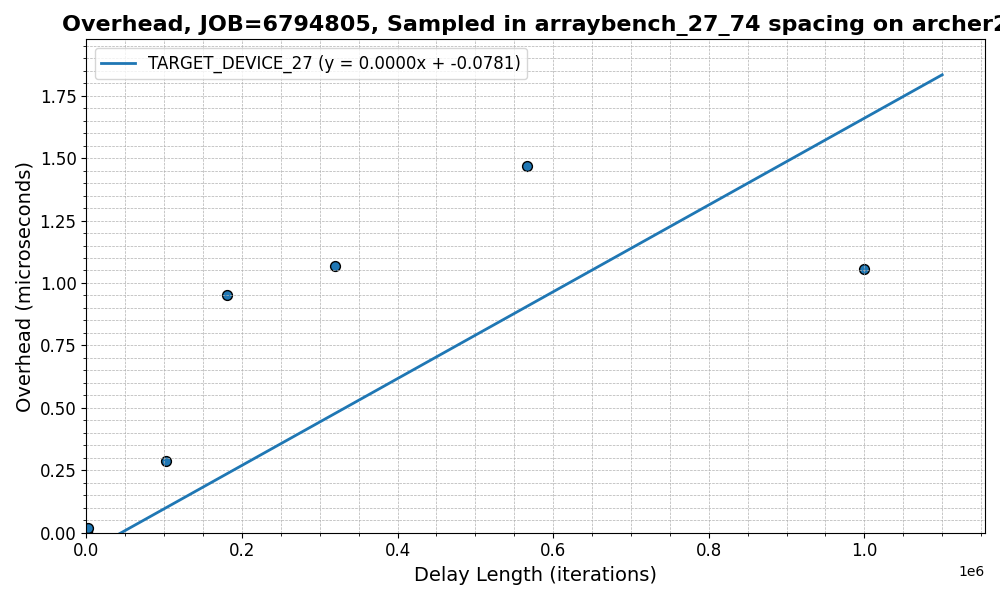 Overhead, JOB=6794805, Sampled in arraybench_27_74 spacing on archer2
TARGET_DEVICE_27 (y = 0.0000x + -0.0781)
Overhead (microseconds)
1.75
1.50
1.25
1.00
0.75
0.50
0.25
0.00
0.0 0.2 0.4 0.6 0.8 1.0
1e6
Delay Length (iterations)